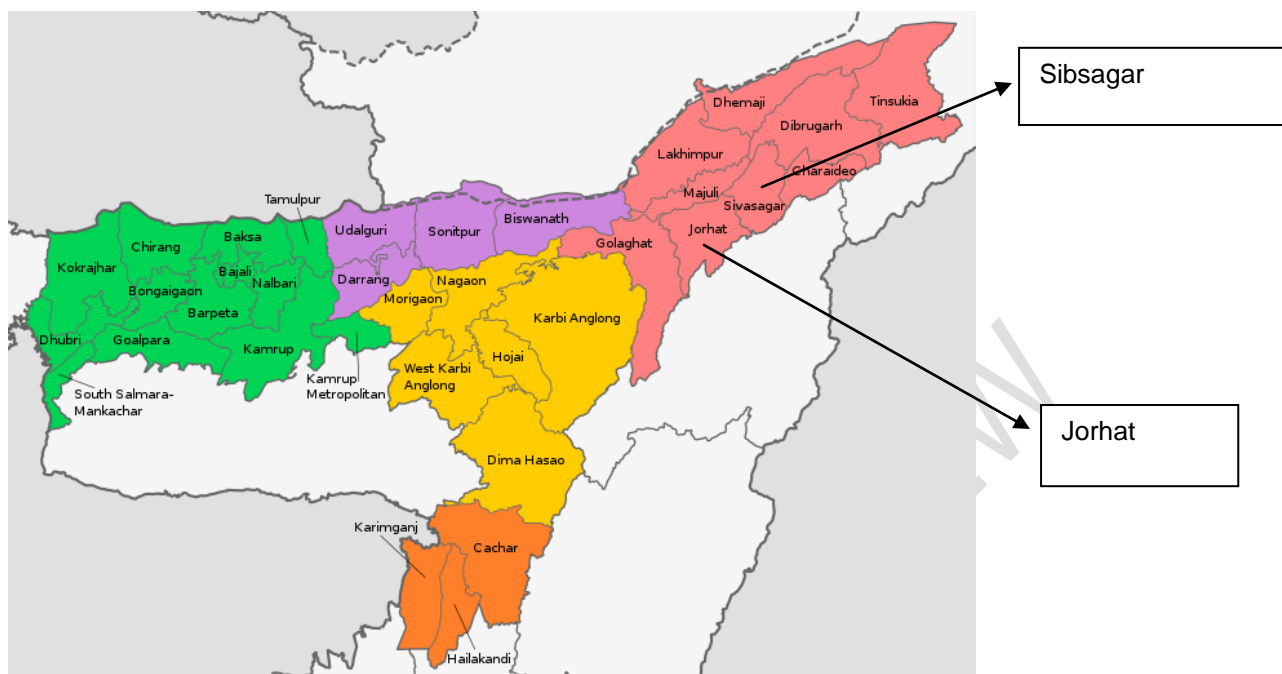 Sibsagar
Tinsukia
Dhemaji
Dibrugarh
Lakhimpur
Charaideo
Majuli
Sivasagar
Tamulpur
Jorhat
Biswanath
Udalguri
Sonitpur
Golaghat
Baksa
Chirang
Kokrajhar
Bajali
Nalbari
Darrang
Nagaon
Bongaigaon
Morigaon
Barpeta
Karbi Anglong
Dhubri
Goalpara
Kamrup
Hojai
West Karbi
Anglong
Kamrup
Metropolitan
South Salmara-
Mankachar
Jorhat
Dima Hasao
Karimganj
Cachar
Hailakandi